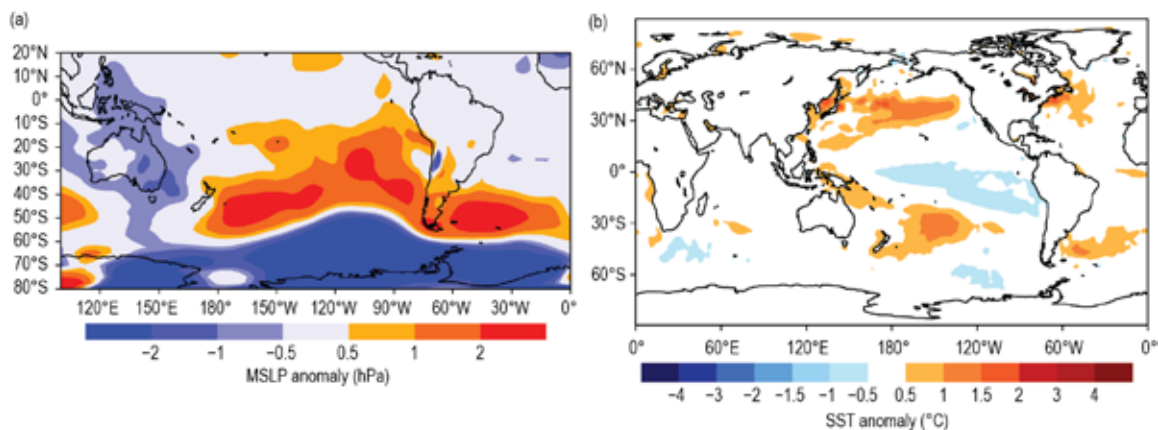 (a)
20°N
10°N
0°
10°S
20°S
30°S
40°S
50°S
60°S
70°S
80°S
120°E 150°E 180° 150°W 120°W 90°W 60°W 30°W 0°
−2 −1 −0.5 0.5 1 2
MSLP anomaly (hPa)
(b)
60°N
30°N
0°
30°S
60°S
0° 60°E 120°E 180° 120°W 60°W 0°
−4 −3 −2 −1.5 −1 −0.5 0.5 1 1.5 2 3 4
SST anomaly (°C)